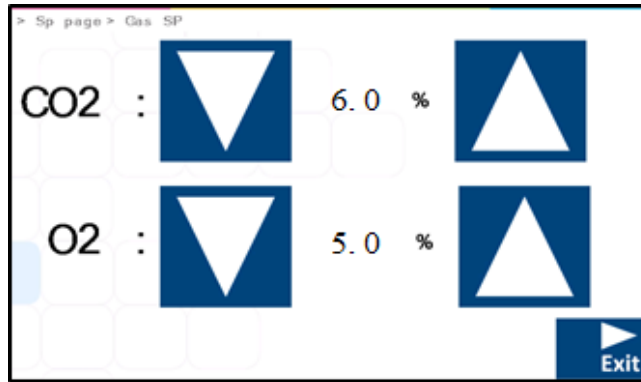 > Sp page> Gas SP
CO2 : 6.0 %
O2 : 5.0 %
Exit